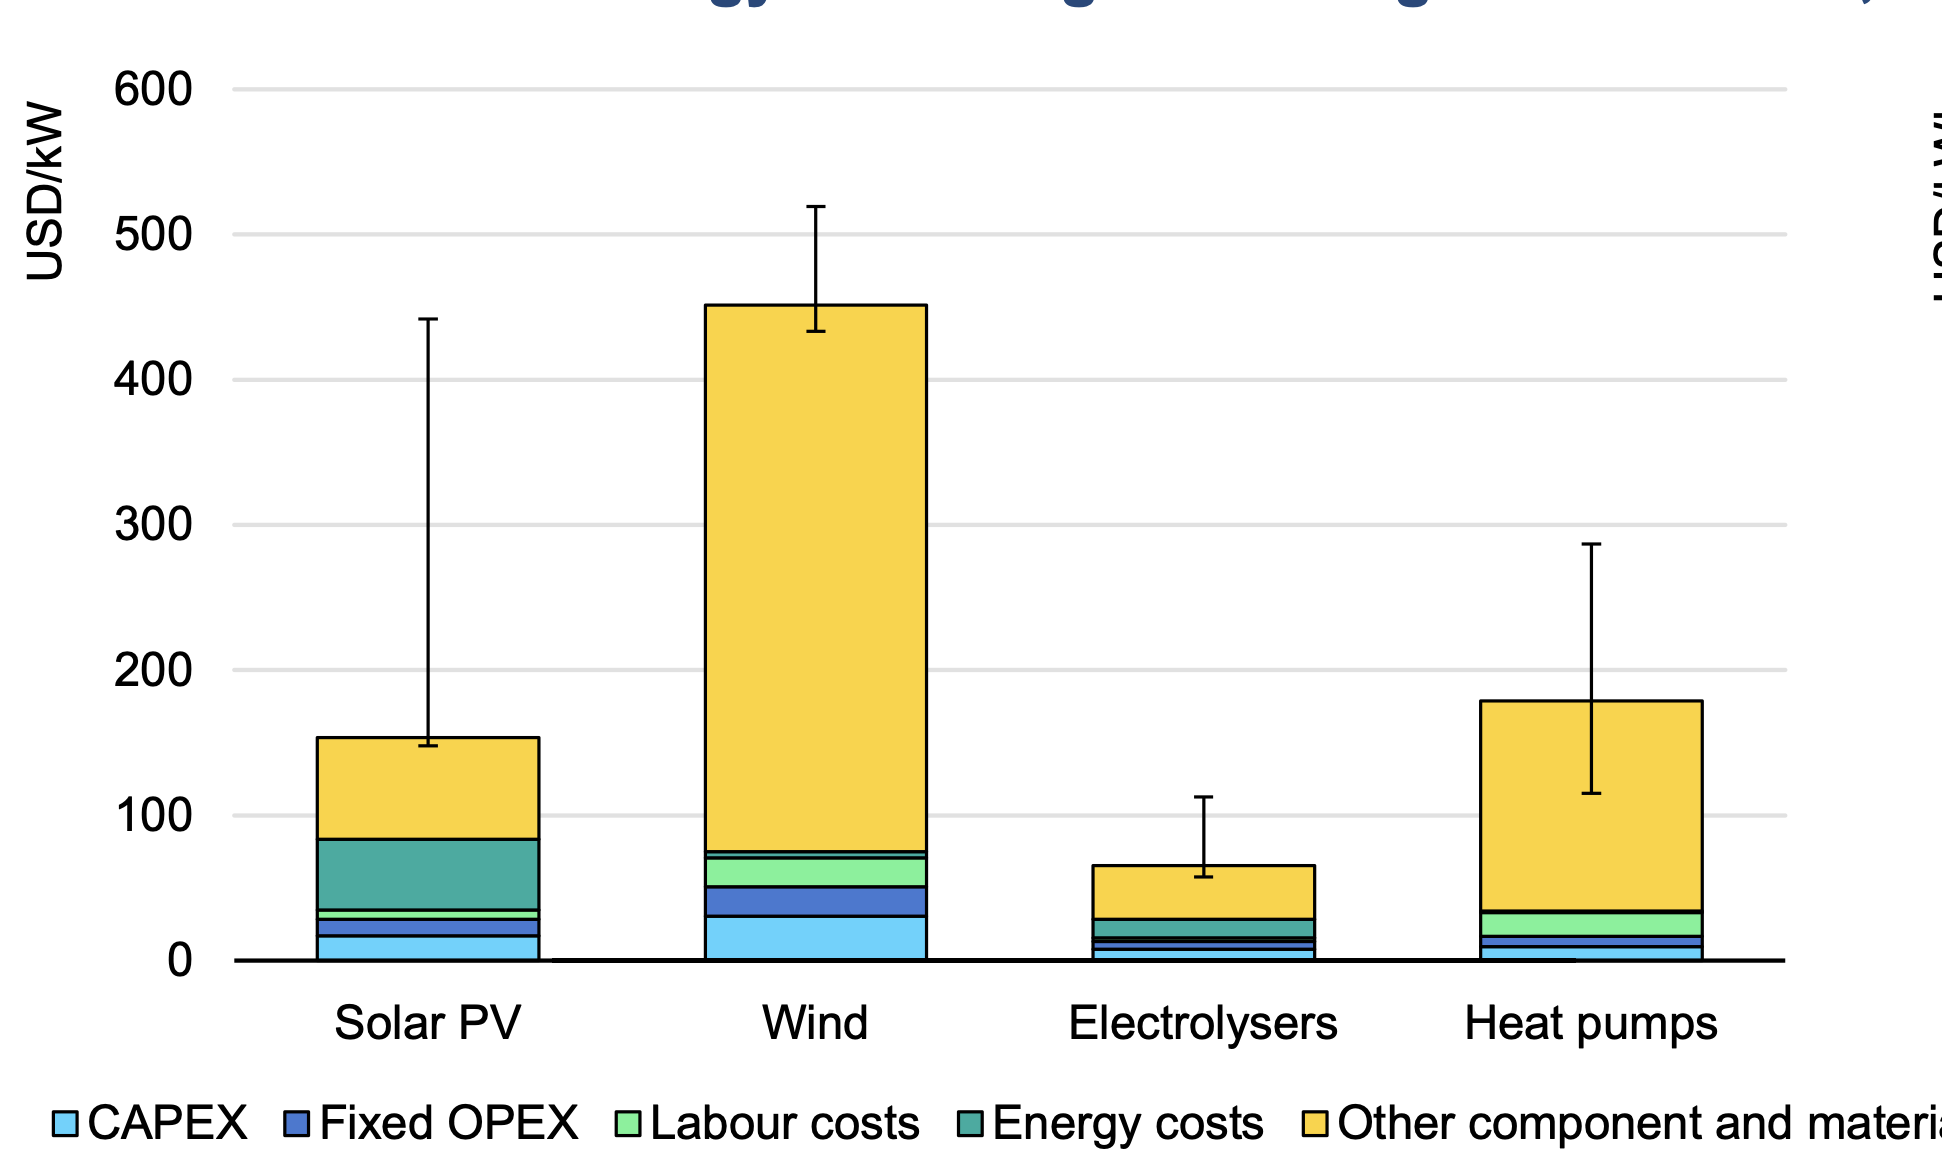 USD/kW
600
500
400
300
200
100
0
Solar PV Wind Electrolysers Heat pumps
CAPEX Fixed OPEX Labour costs Energy costs Other component and